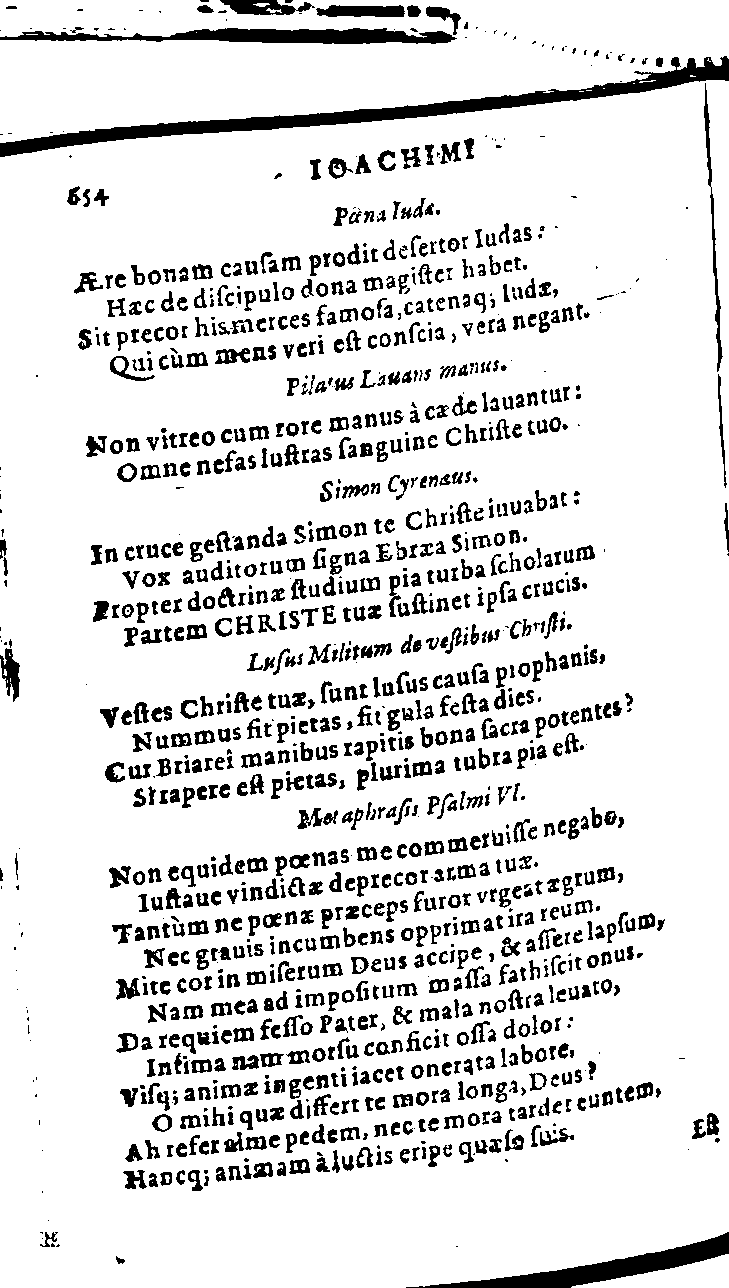 IOACHIMI
654
Pœna Iudæ.
Ære bonam cauſam prodit deſertor Iudas:
Hæc de diſcipulo dona magiſter habet.
Sit precor his merces famoſa, catenaq; Iudæ,
Qui cùm mens veri eſt conſcia, vera negant.
Pilatus Lauans manus.
Non vitreo cum rore manus à cæde lauantur:
Omne nefas luſtras ſanguine Chriſte tuo.
Simon Cyrenæus.
In cruce geſtanda Simon te Chriſte iuuabat:
Vox auditorum ſigna Ebræa Simon.
Propter doctrinæ ſtudium pia turba ſcholarum
Partem CHRISTE tuæ ſuſtinet ipſa crucis.
Luſus Militum de veſtibus Chriſti.
Veſtes Chriſte tuæ, ſunt luſus cauſa prophanis,
Nummus fit pietas, fit gula feſta dies.
Cur Briareî manibus rapitis bona ſacra potentes?
Si rapere eſt pietas, plurima tubra pia eſt.
Metaphraſis Pſalmi VI.
Non equidem pœnas me commeruiſſe negabo,
Iuſtaue vindictæ deprecor arma tuæ.
Tantùm ne pœnæ præceps furor vrgeat ægrum,
Nec grauis incumbens opprimat ira reum.
Mite cor in miſerum Deus accipe, & aſſere lapſum,
Nam mea ad impoſitum maſſa fathiſcit onus.
Da requiem feſſo Pater, & mala noſtra leuato,
Intima nam morſu conficit oſſa dolor:
Viſq; animæ ingenti iacet onerata labore,
O mihi quæ differt te mora longa, Deus?
Ah refer alme pedem, nec te mora tardet euntem,
Hancq; animam à luctis eripe quæſo ſuis.